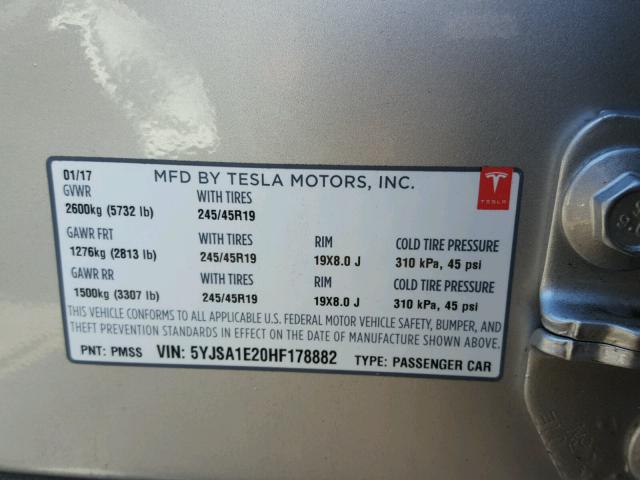 01/17 MFD BY TESLA MOTORS, INC.
GVWR WITH TIRES TESLA
2600kg (5732 lb) 245/45R19
GAWR FRT WITH TIRES RIM COLD TIRE PRESSURE
1276kg (2813 lb) 245/45R19 19X8.0 J 310 kPa, 45 psi
GAWR RR WITH TIRES RIM COLD TIRE PRESSURE
1500kg (3307 lb) 245/45R19 19X8.0 J 310 kPa, 45 psi
THIS VEHICLE CONFORMS TO ALL APPLICABLE U.S. FEDERAL MOTOR VEHICLE SAFETY, BUMPER, AND
THEFT PREVENTION STANDARDS IN EFFECT ON THE DATE OF MANUFACTURE SHOWN ABOVE.
PNT: PMSS VIN: 5YJSA1E20HF178882 TYPE: PASSENGER CAR